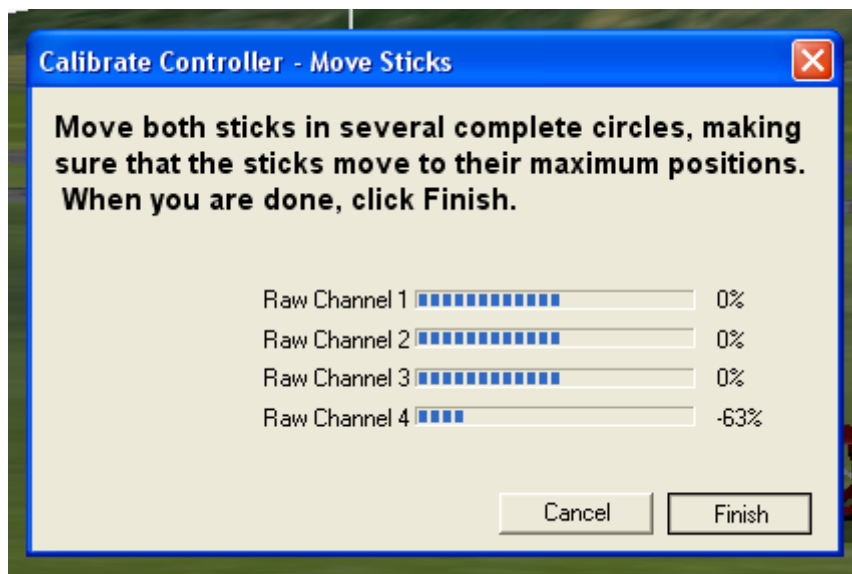 Calibrate Controller - Move Sticks
Move both sticks in several complete circles, making
sure that the sticks move to their maximum positions.
When you are done, click Finish.
Raw Channel 1 0%
Raw Channel 2 0%
Raw Channel 3 0%
Raw Channel 4 -63%
Cancel Finish